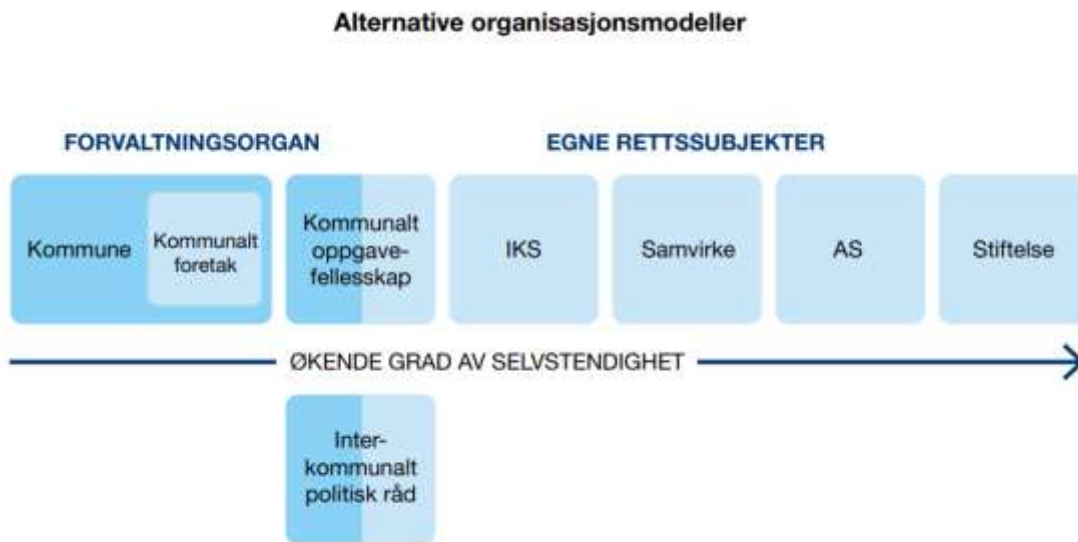 Alternative organisasjonsmodeller
FORVALTNINGSORGAN
EGNE RETTSSUBJEKTER
Kommune
Kommunalt
foretak
Kommunalt
oppgave-
fellesskap
IKS
Samvirke
AS
Stiftelse
ØKENDE GRAD AV SELVSTENDIGHET
Inter-
kommunalt
politisk råd